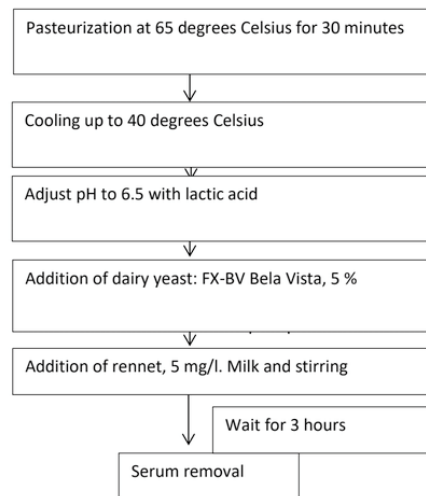 Pasteurization at 65 degrees Celsius for 30 minutes
Cooling up to 40 degrees Celsius
Adjust pH to 6.5 with lactic acid
Addition of dairy yeast: FX-BV Bela Vista, 5 %
Addition of rennet, 5 mg/l. Milk and stirring
Wait for 3 hours
Serum removal